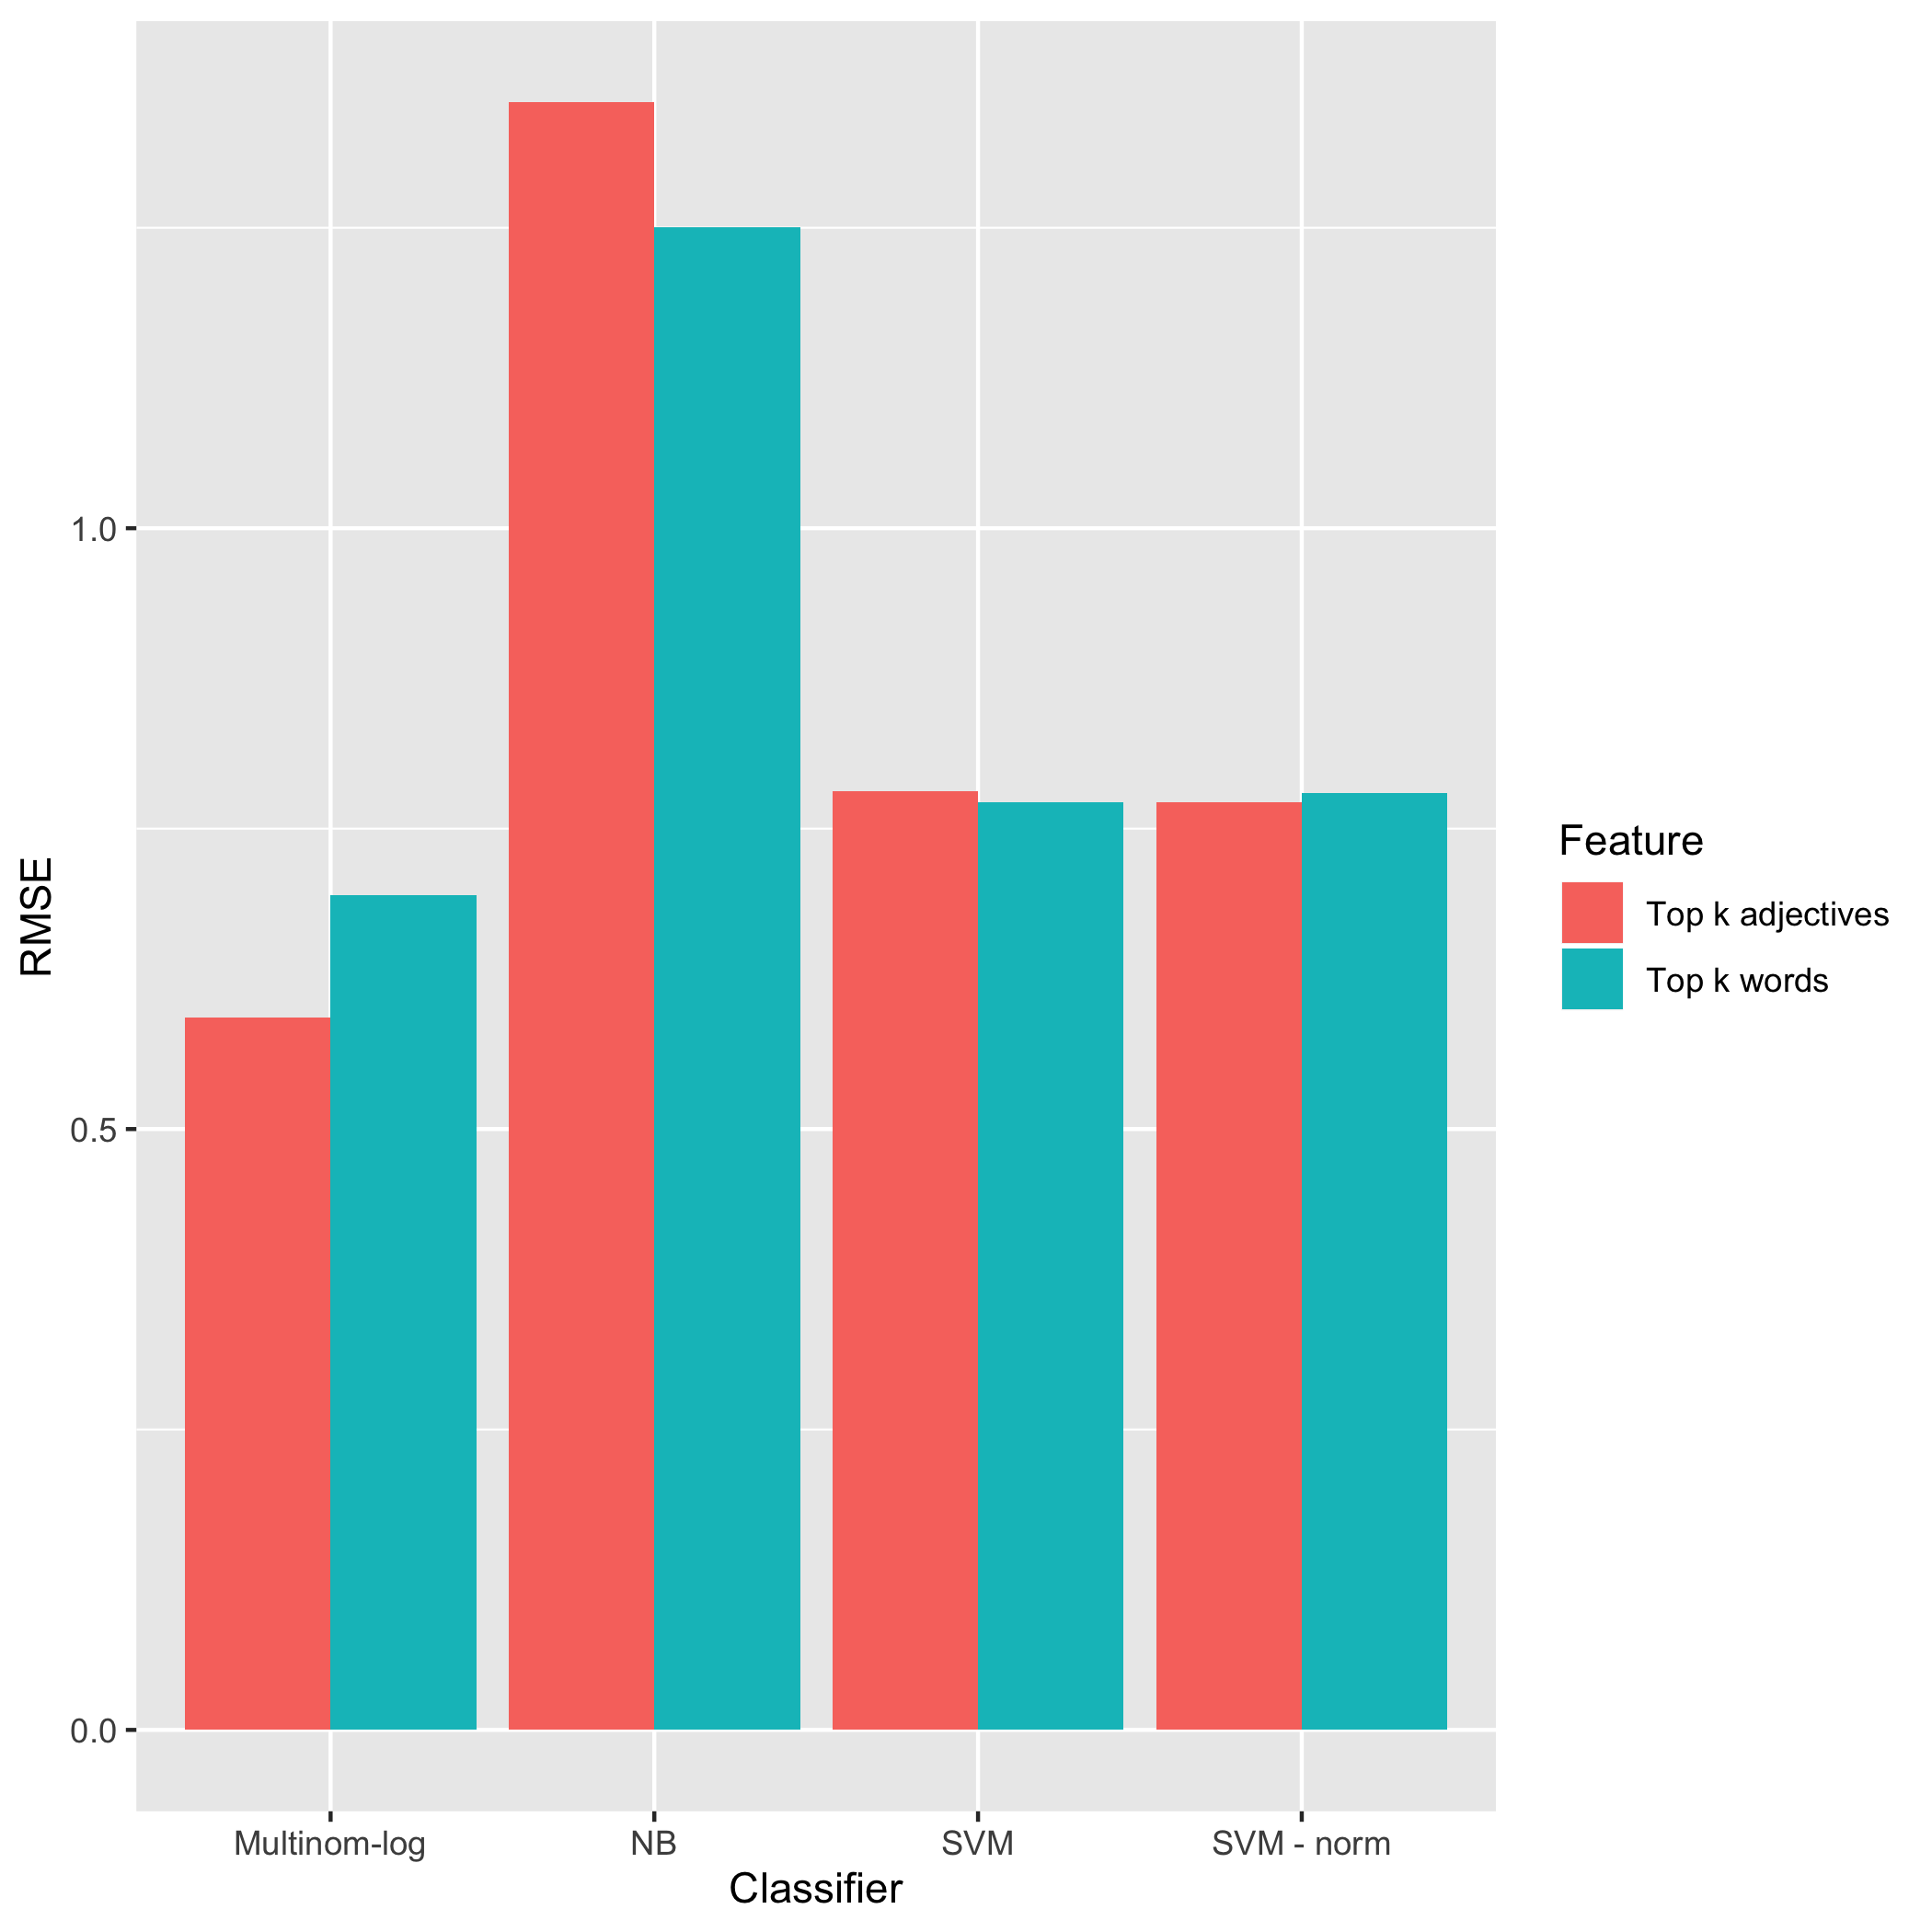 RMSE
1.0
0.5
0.0
Multinom-log
NB
SVM
SVM - norm
Classifier
Feature
Top k adjectives
Top k words